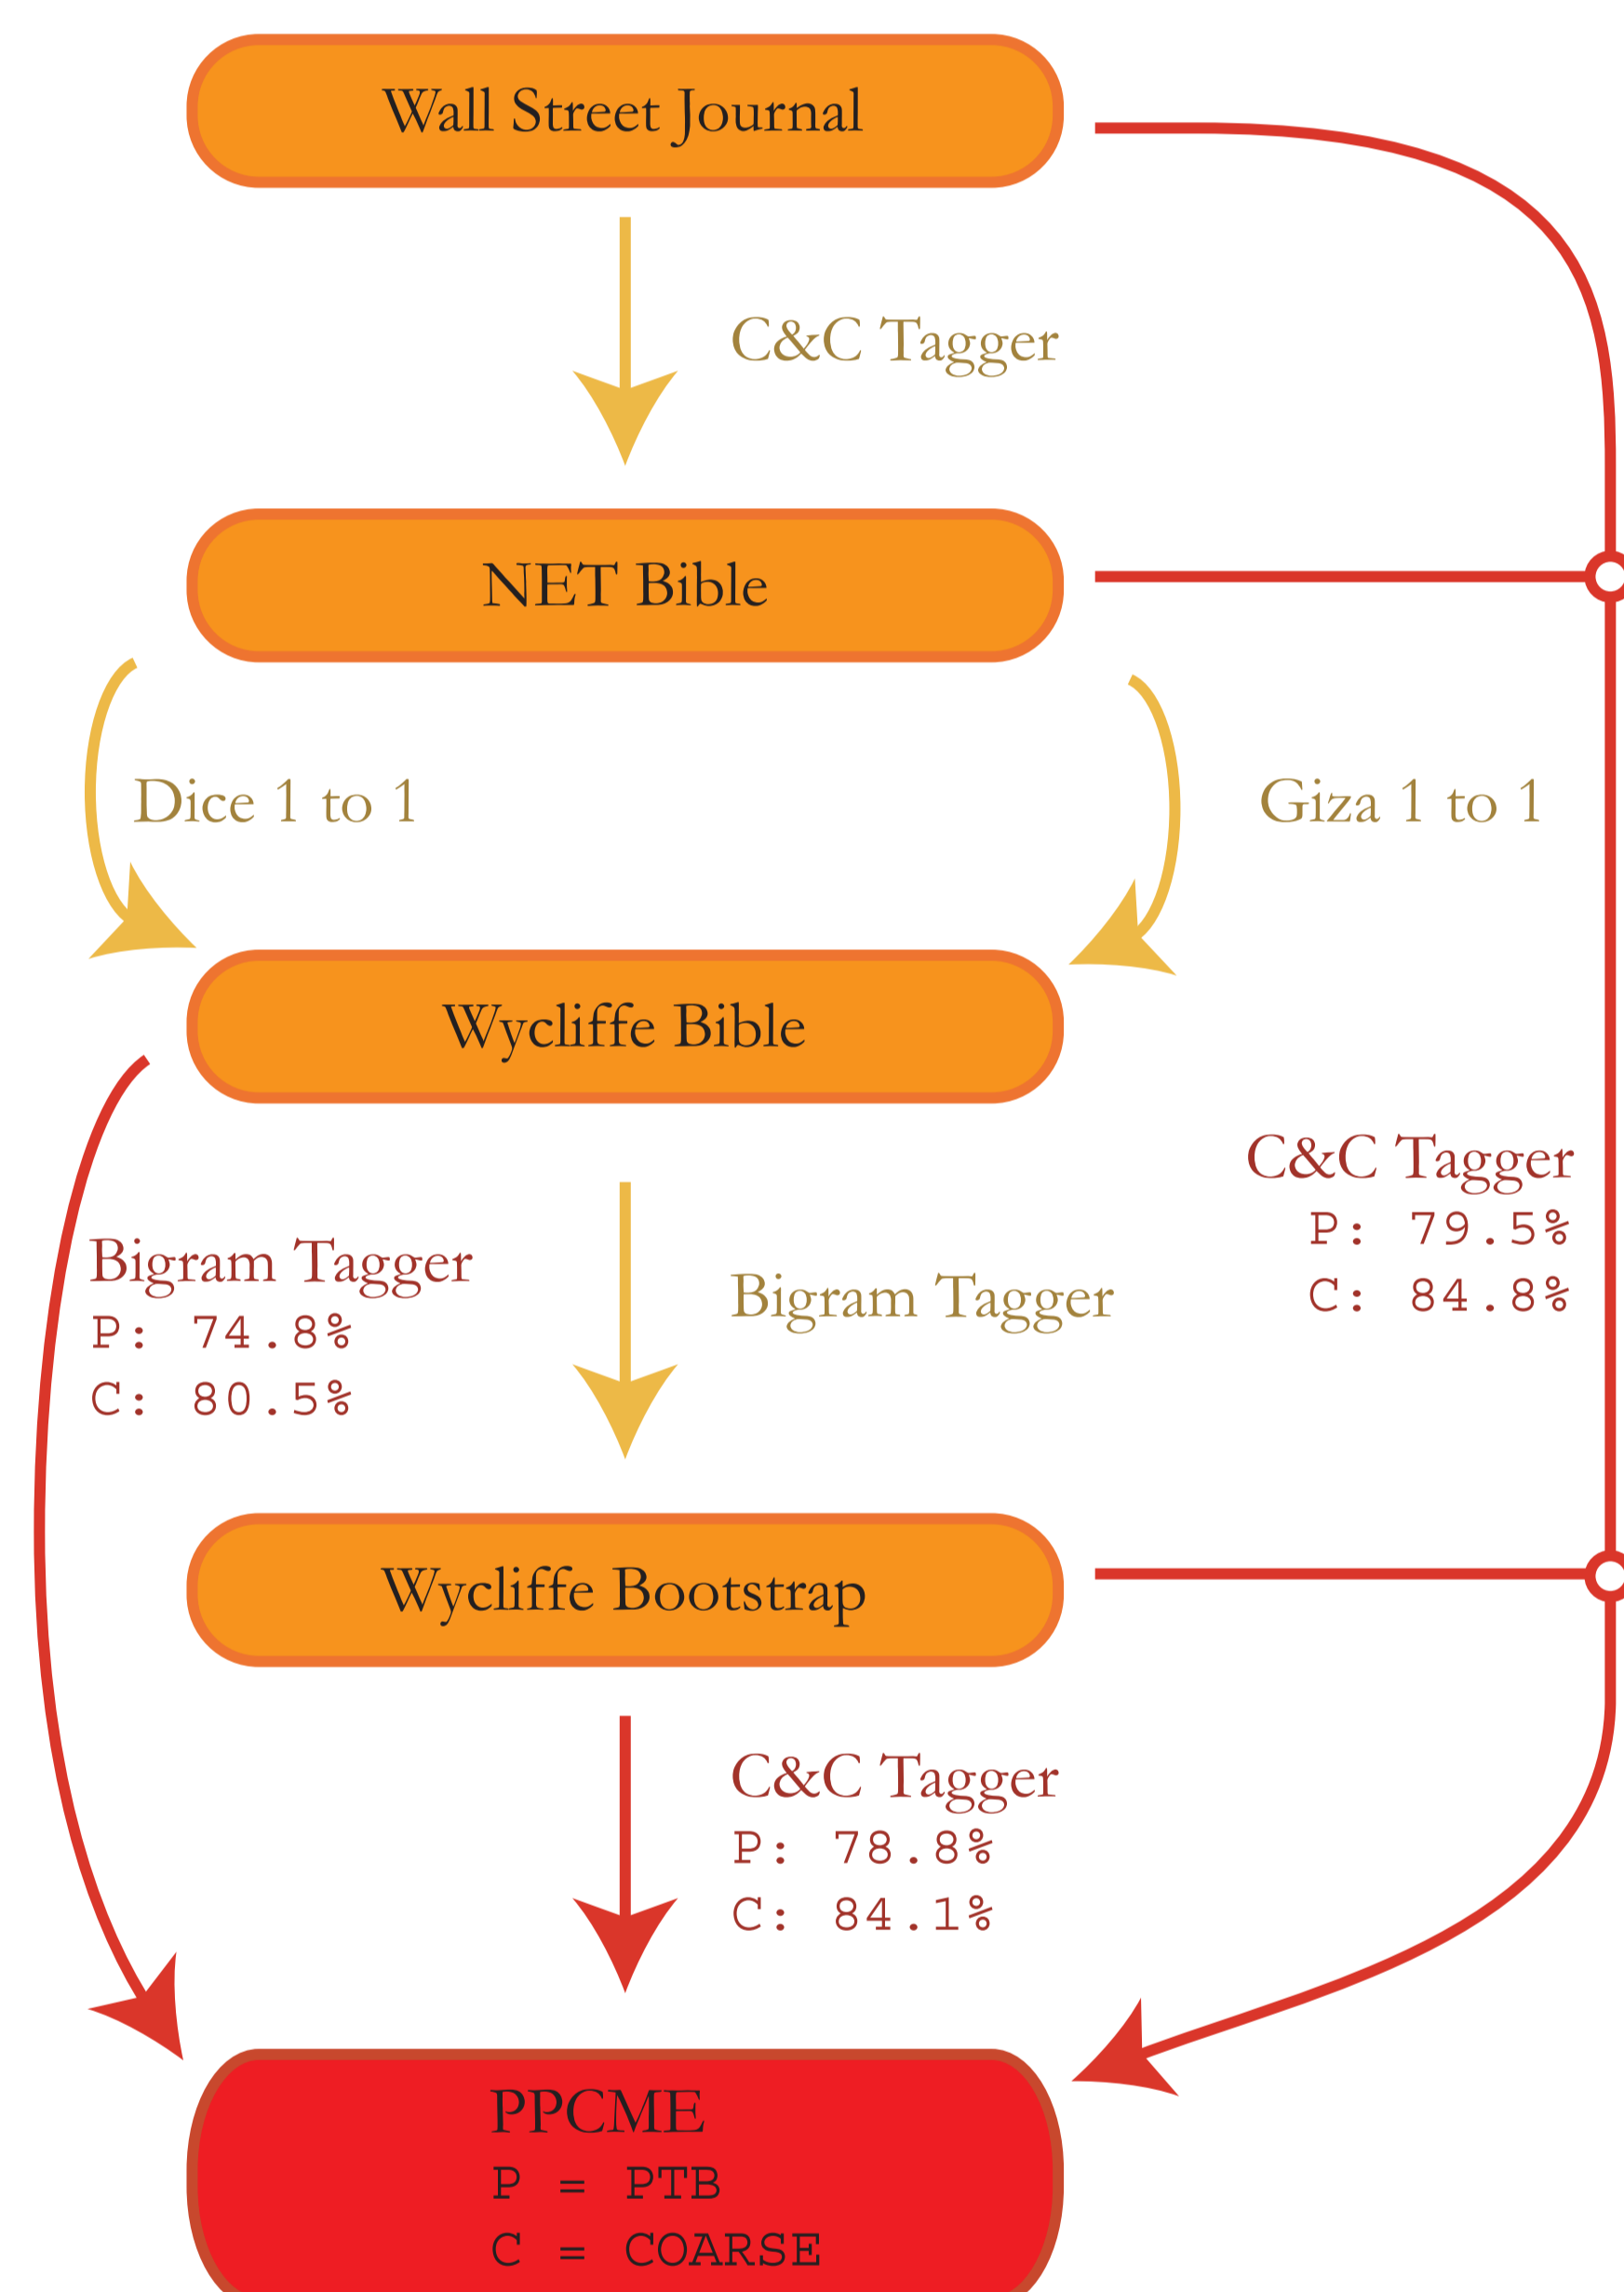 Wall Street Journal
C&C Tagger
NET Bible
Dice 1 to 1
Giza 1 to 1
Wycliffe Bible
C&C Tagger
P: 79.5%
C: 84.8%
Bigram Tagger
P: 74.8%
C: 80.5%
Bigram Tagger
Wycliffe Bootstrap
C&C Tagger
P: 78.8%
C: 84.1%
PPCME
P = PTB
C = COARSE